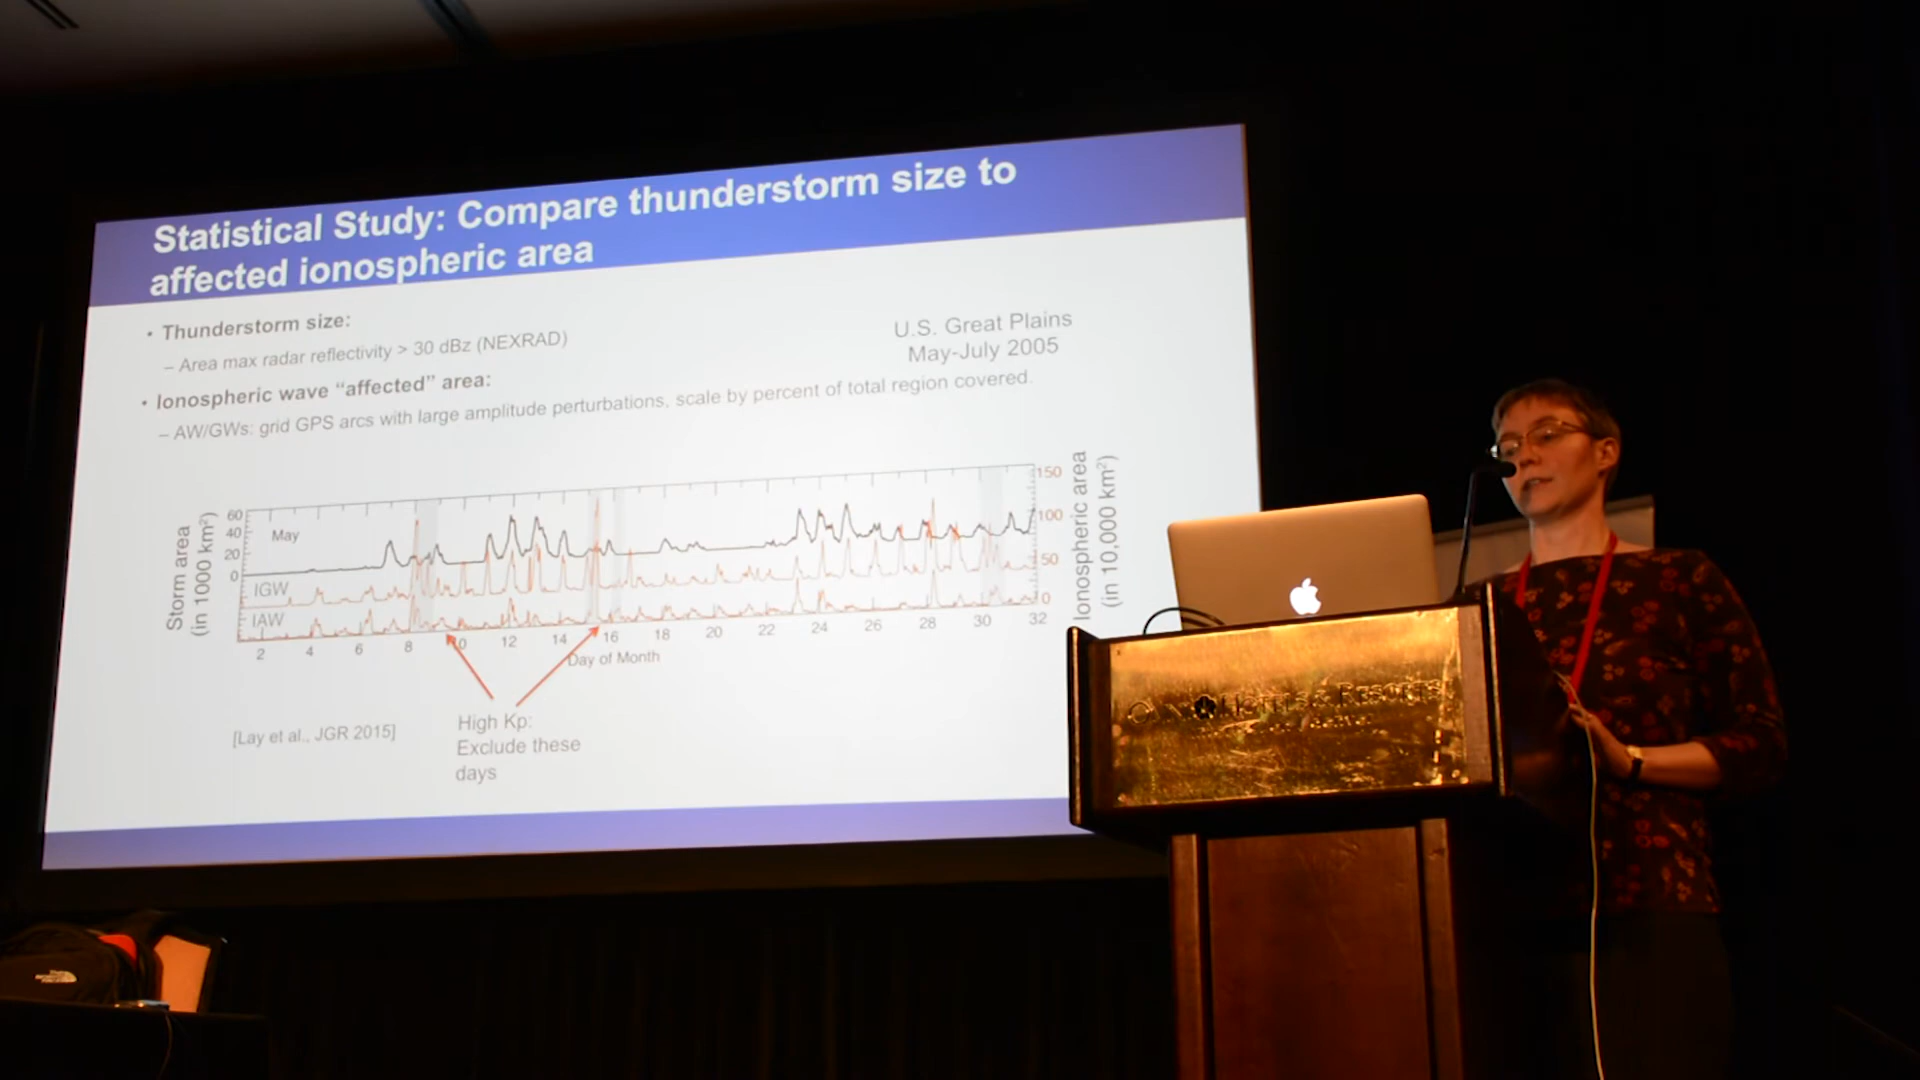 Statistical Study: Compare thunderstorm size to
affected ionospheric area
• Thunderstorm size:
– Area max radar reflectivity > 30 dBz (NEXRAD)
U.S. Great Plains
May-July 2005
• Ionospheric wave “affected” area:
– AW/GWs: grid GPS arcs with large amplitude perturbations, scale by percent of total region covered.
Storm area
(in 1000 km²)
60
40
20
0
May
IGW
IAW
150
100
50
0
Ionospheric area
(in 10,000 km²)
2 4 6 8 0 12 14 16 18 20 22 24 26 28 30 32
Day of Month
[Lay et al., JGR 2015]
High Kp:
Exclude these
days